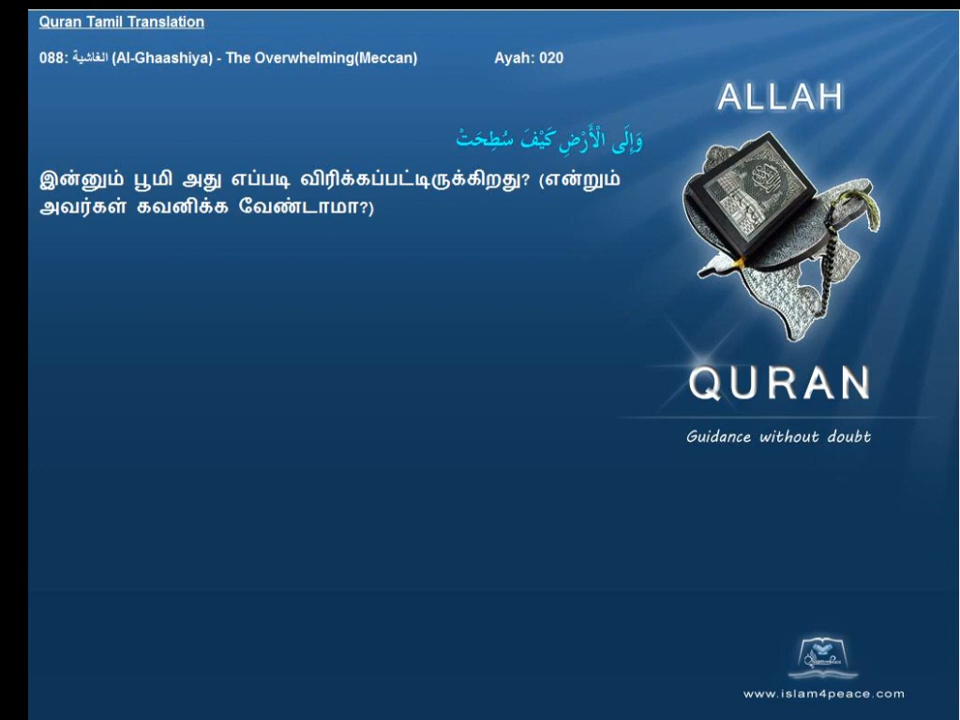 Quran Tamil Translation
088: الغاشية (Al-Ghaashiya) - The Overwhelming(Meccan) Ayah: 020
ALLAH
وَإِلَى الْأَرْضِ كَيْفَ سُطِحَتْ
இன்னும் பூமி அது எப்படி விரிக்கப்பட்டிருக்கிறது? (என்றும்
அவர்கள் கவனிக்க வேண்டாமா?)
QURAN
Guidance without doubt
www.islam4peace.com